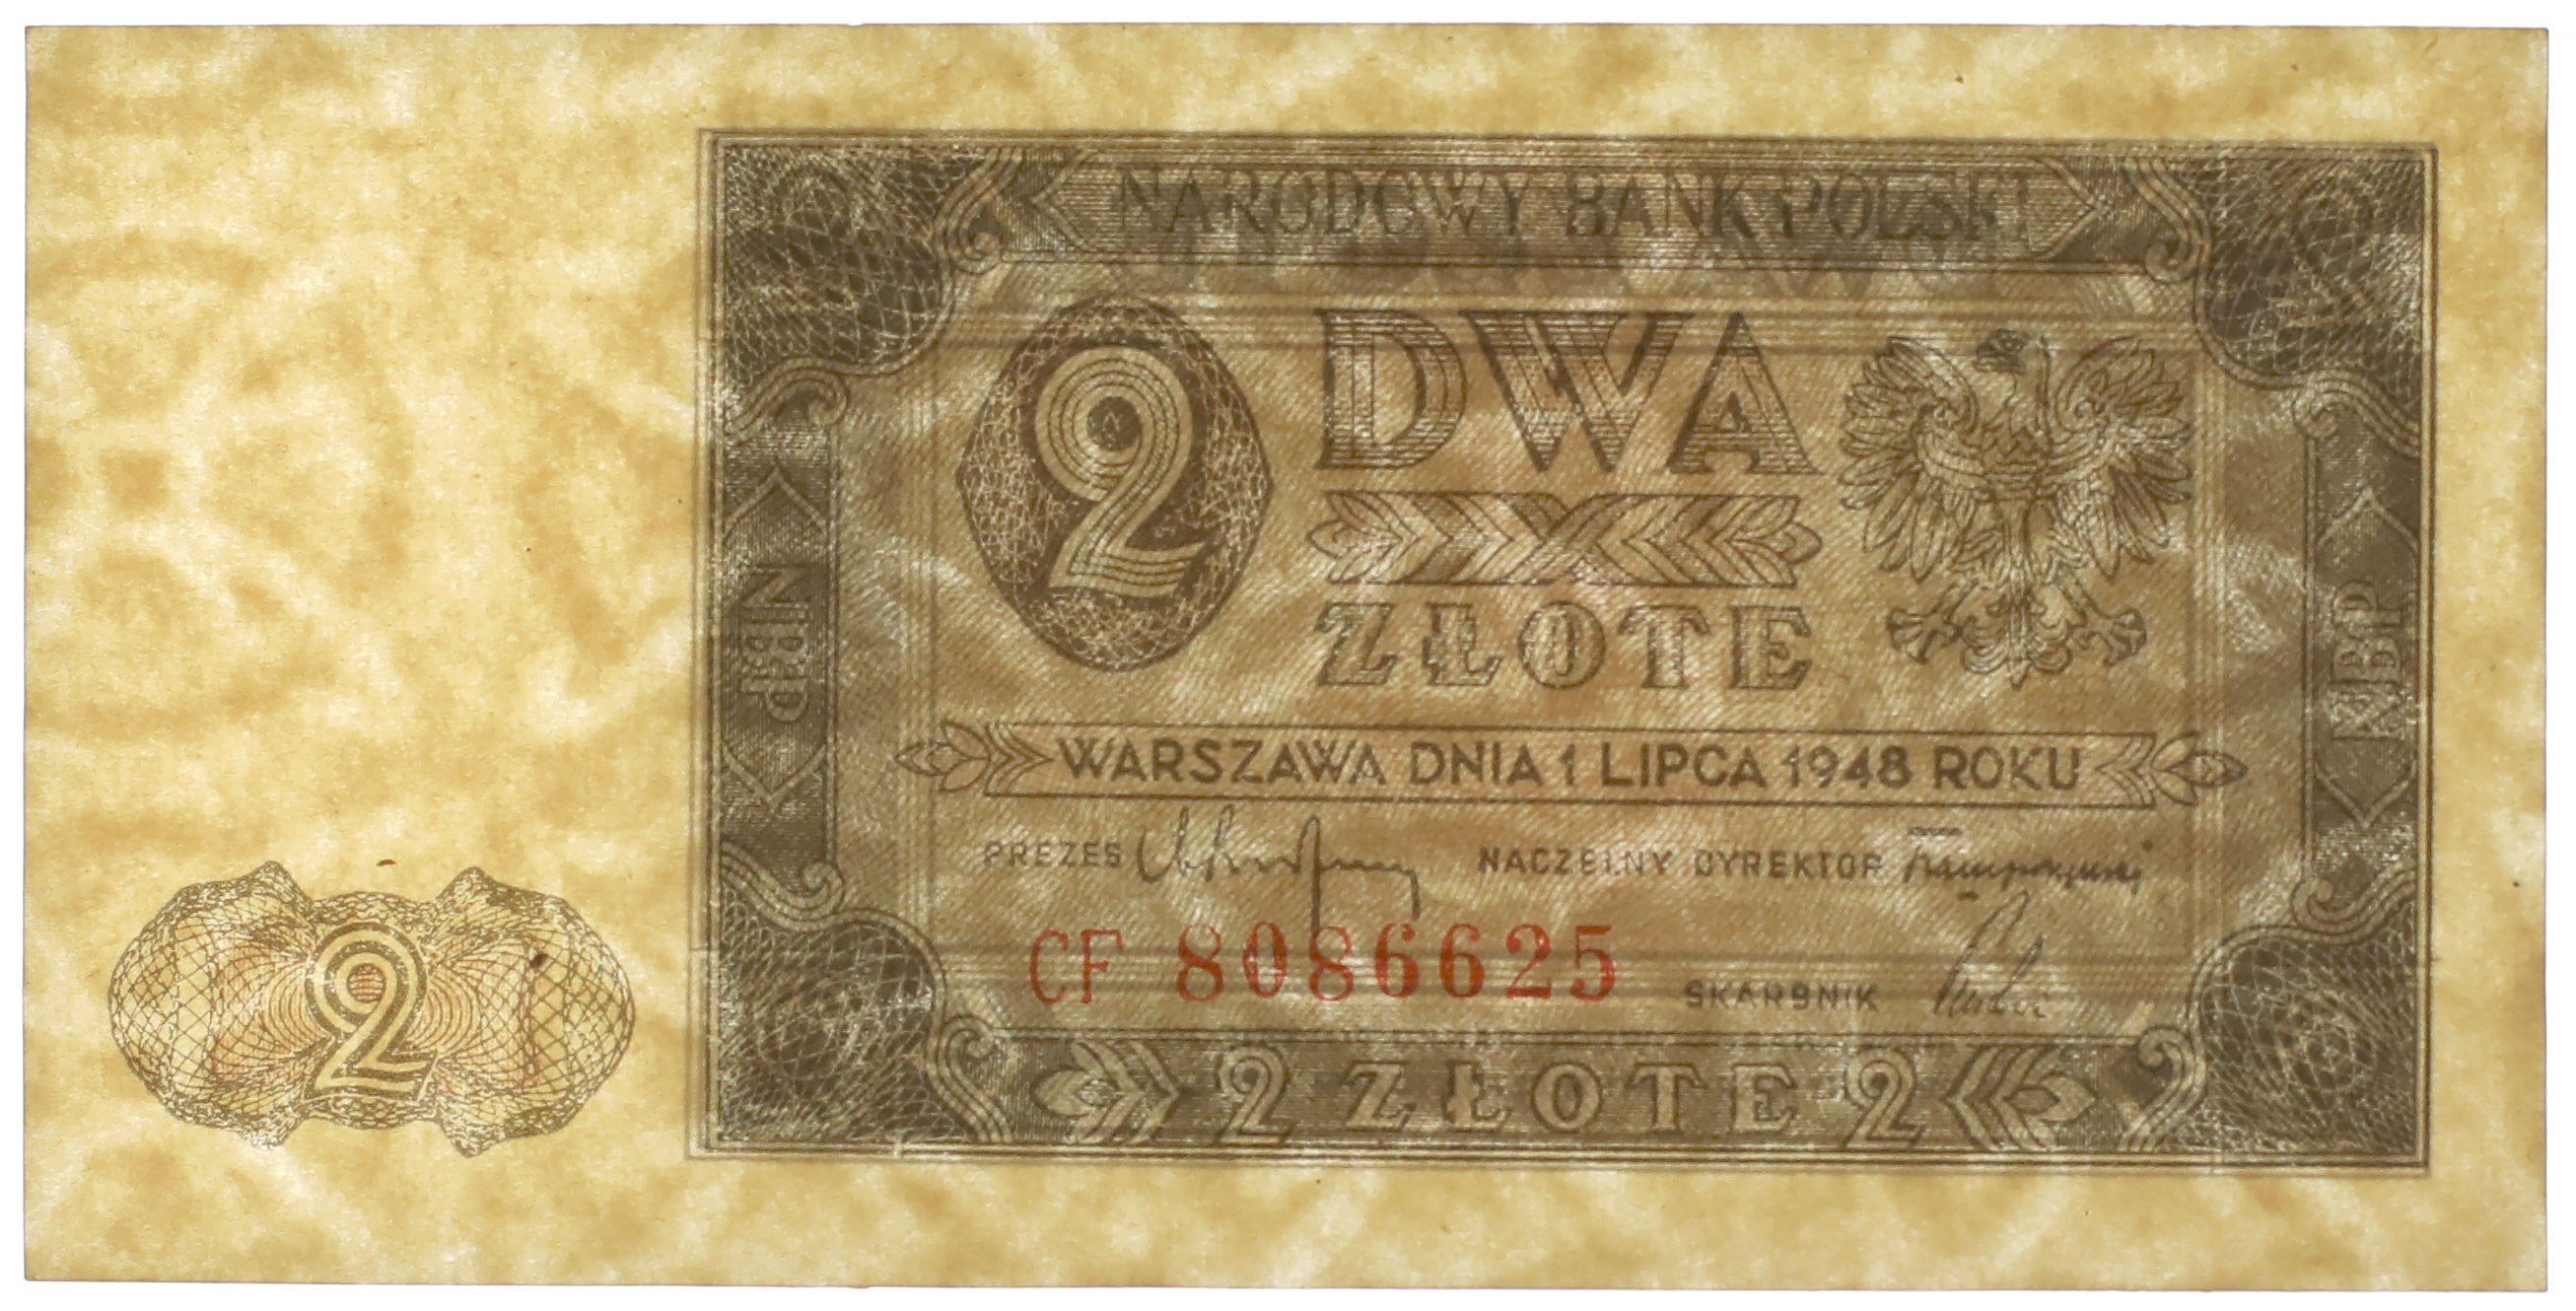 NARODOWY BANK POLSKI
2
DWA
ZŁOTE
NBP
NBP
WARSZAWA DNIA 1 LIPCA 1948 ROKU
PREZES
NACZELNY DYREKTOR
CF 8086625
SKARBNIK
2
2 ZŁOTE 2